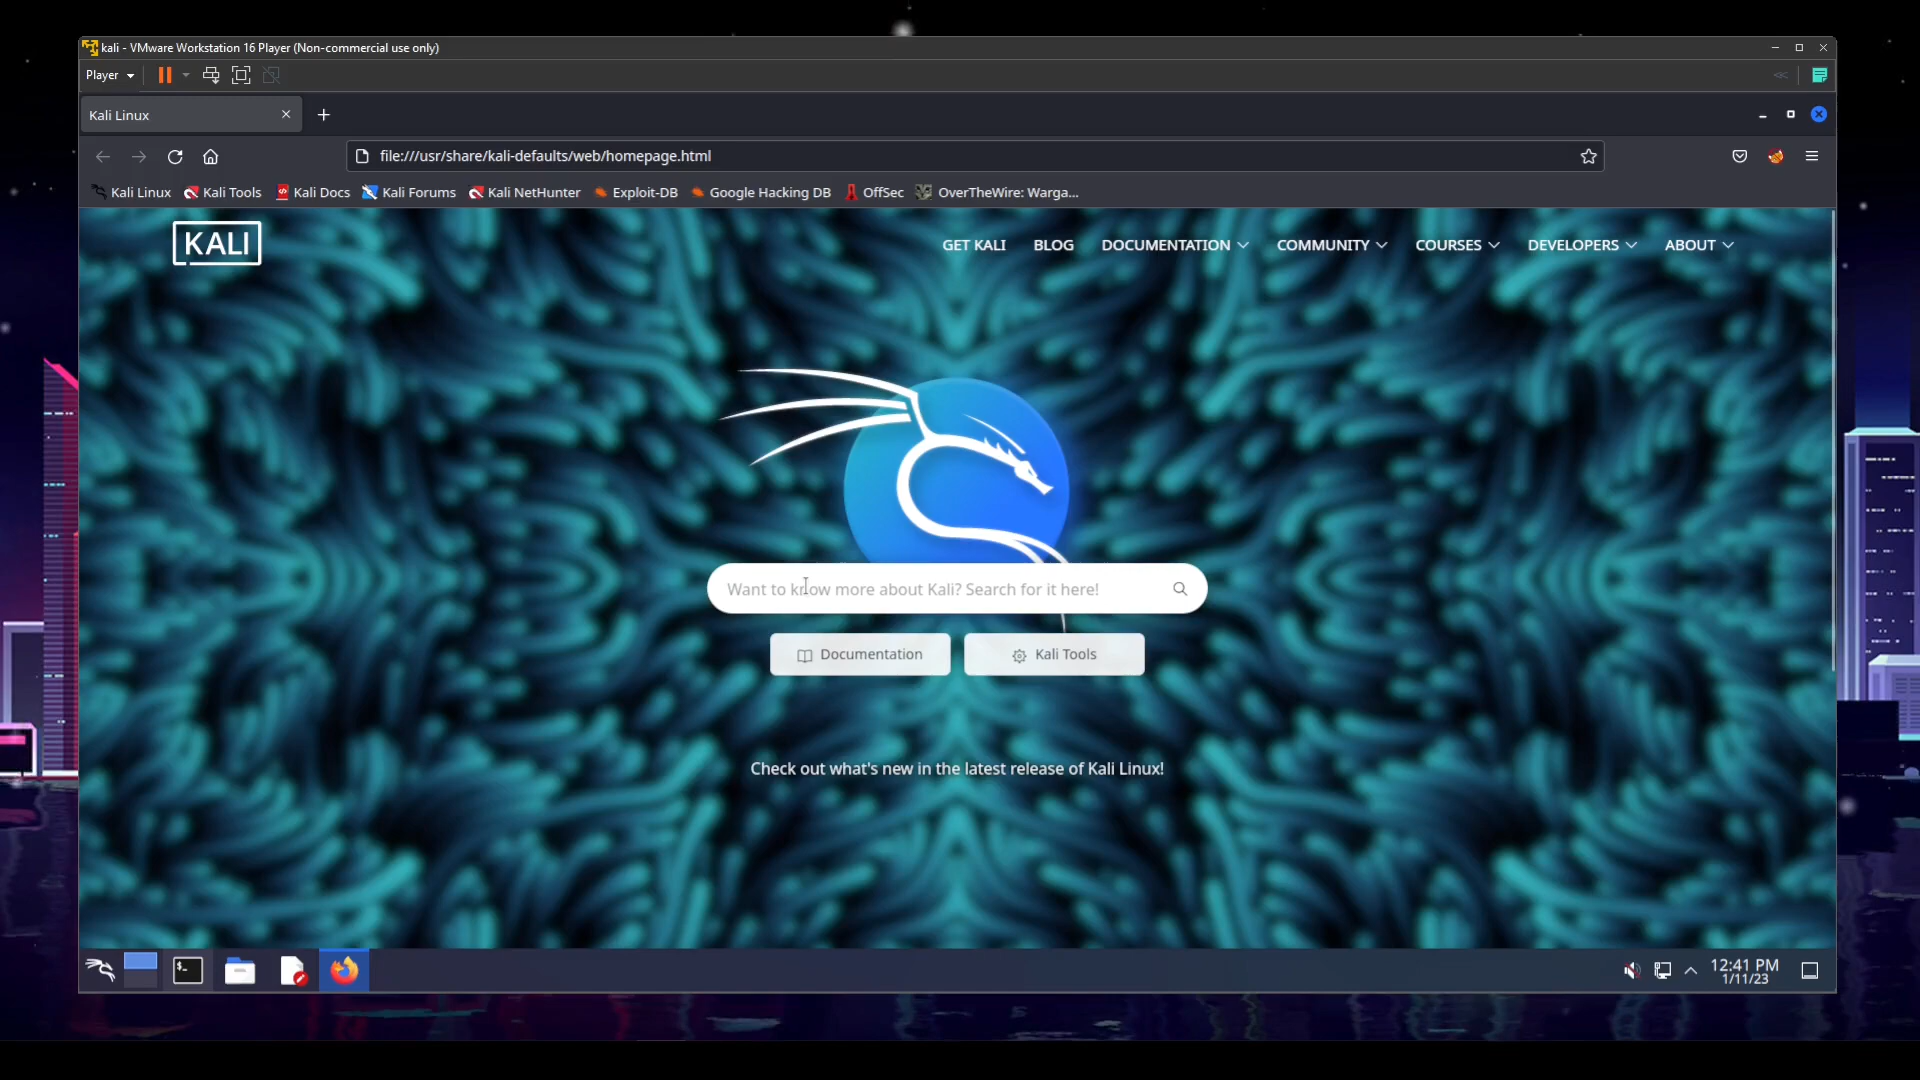 kali - VMware Workstation 16 Player (Non-commercial use only)
Player
Kali Linux
file:///usr/share/kali-defaults/web/homepage.html
Kali Linux Kali Tools Kali Docs Kali Forums Kali NetHunter Exploit-DB Google Hacking DB OffSec OverTheWire: Warga...
KALI GET KALI BLOG DOCUMENTATION COMMUNITY COURSES DEVELOPERS ABOUT
Want to know more about Kali? Search for it here!
Documentation Kali Tools
Check out what's new in the latest release of Kali Linux!
12:41 PM
1/11/23